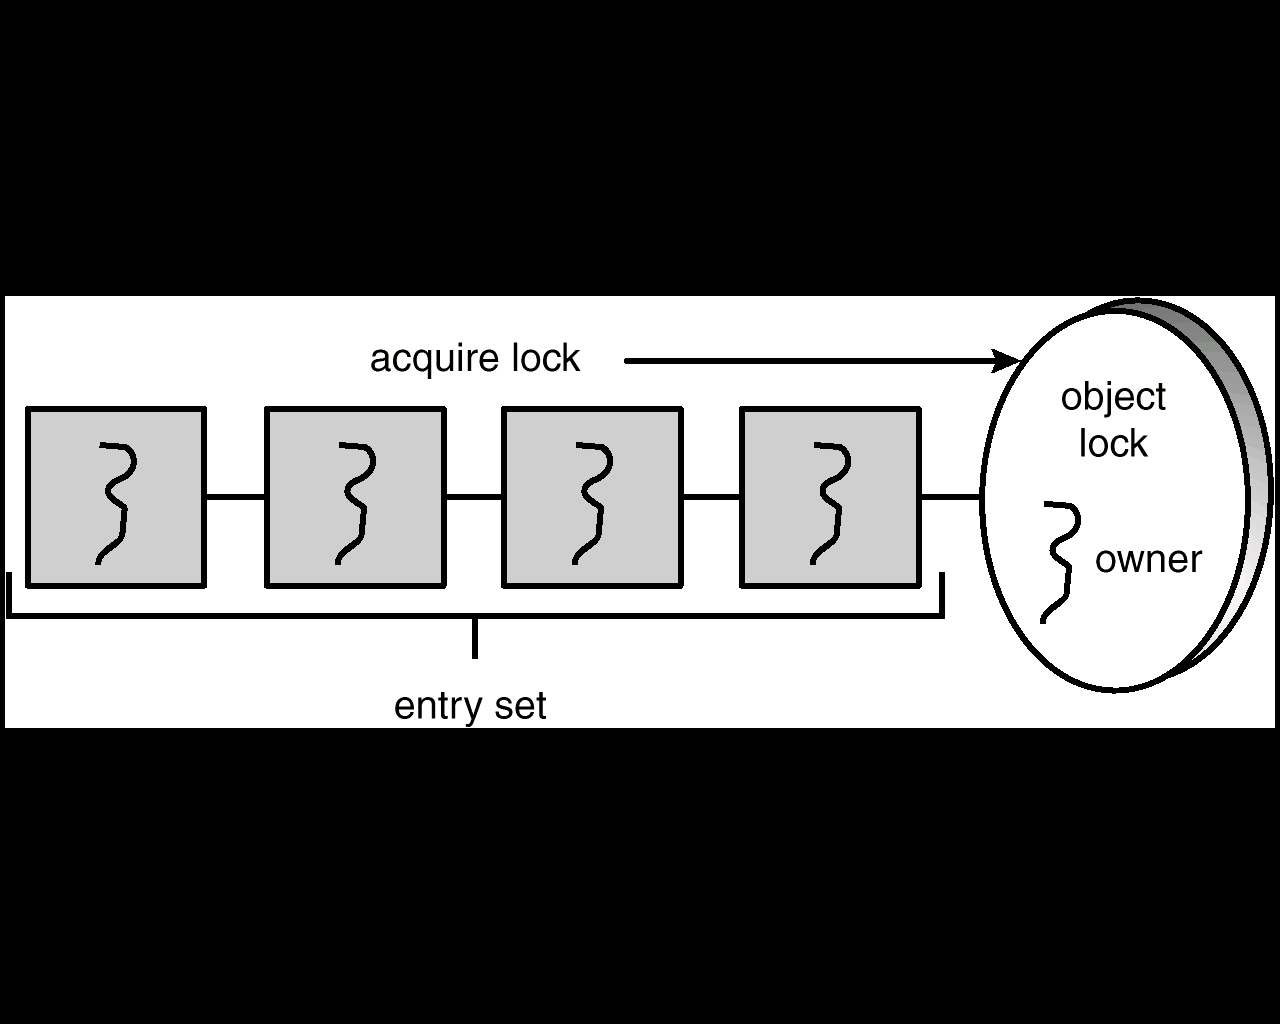 acquire lock
object
lock
owner
entry set